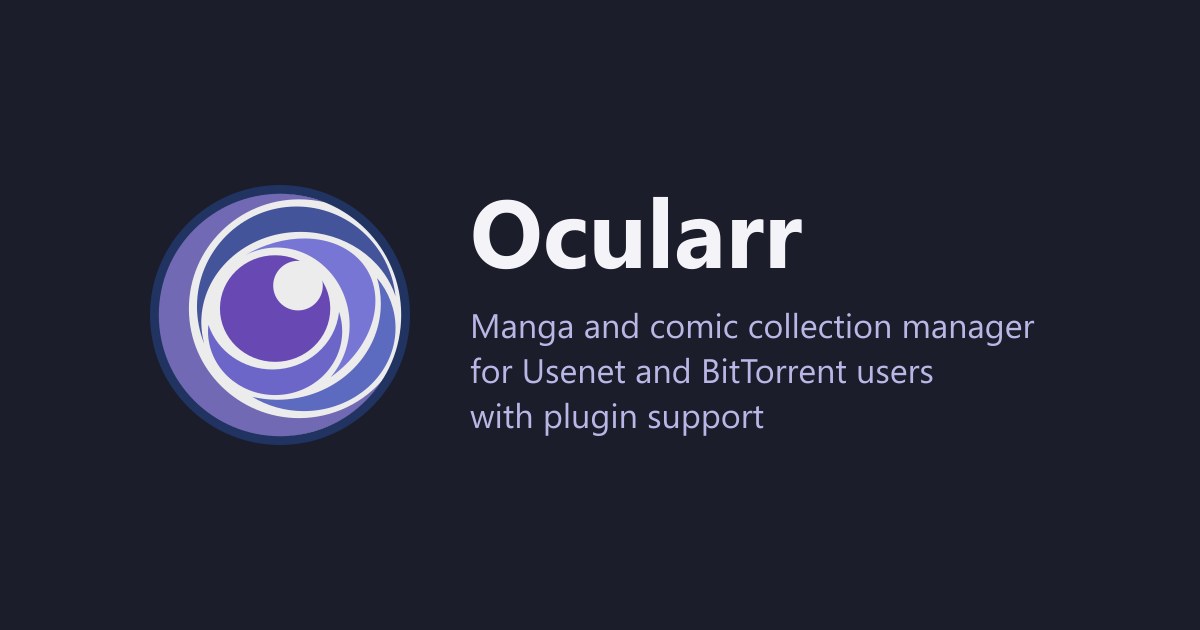 Ocularr
Manga and comic collection manager
for Usenet and BitTorrent users
with plugin support